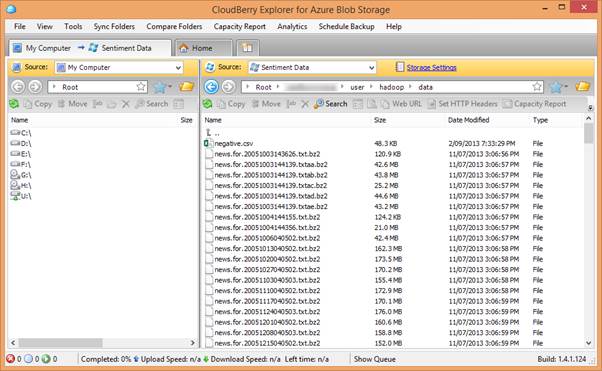 CloudBerry Explorer for Azure Blob Storage
File View Tools Sync Folders Compare Folders Capacity Report Analytics Schedule Backup Help
My Computer Sentiment Data Home
Source: My Computer
Root
Copy Move Search
Name Size
C:\
D:\
E:\
G:\
H:\
U:\
Source: Sentiment Data Storage Settings
Root user hadoop data
Copy Move Search Web URL Set HTTP Headers Capacity Report
Name Size Date Modified Type
..
negative.csv 48.3 KB 2/09/2013 7:33:29 PM File
news.for.20051003143626.txt.bz2 120.9 KB 11/07/2013 3:06:56 PM File
news.for.20051003144139.txtaa.bz2 42.6 MB 11/07/2013 3:06:57 PM File
news.for.20051003144139.txtab.bz2 43.8 MB 11/07/2013 3:06:57 PM File
news.for.20051003144139.txtac.bz2 25.2 MB 11/07/2013 3:06:57 PM File
news.for.20051003144139.txtae.bz2 43.2 MB 11/07/2013 3:06:57 PM File
news.for.20051004144155.txt.bz2 124.2 KB 11/07/2013 3:06:57 PM File
news.for.20051004144356.txt.bz2 21.0 MB 11/07/2013 3:06:57 PM File
news.for.20051006040502.txt.bz2 42.4 MB 11/07/2013 3:06:57 PM File
news.for.20051013040502.txt.bz2 162.3 MB 11/07/2013 3:06:58 PM File
news.for.20051020040502.txt.bz2 173.5 MB 11/07/2013 3:06:58 PM File
news.for.20051027040502.txt.bz2 170.2 MB 11/07/2013 3:06:58 PM File
news.for.20051103040503.txt.bz2 155.4 MB 11/07/2013 3:06:58 PM File
news.for.20051110040502.txt.bz2 172.9 MB 11/07/2013 3:06:58 PM File
news.for.20051117040501.txt.bz2 170.1 MB 11/07/2013 3:06:59 PM File
news.for.20051124040503.txt.bz2 176.0 MB 11/07/2013 3:06:59 PM File
news.for.20051201040502.txt.bz2 160.6 MB 11/07/2013 3:06:59 PM File
news.for.20051208040503.txt.bz2 158.8 MB 11/07/2013 3:06:59 PM File
news.for.20051215040502.txt.bz2 152.0 MB 11/07/2013 3:06:59 PM File
0 0 0 Completed: 0% Upload Speed: n/a Download Speed: n/a Left time: n/a Show Queue Build: 1.4.1.124